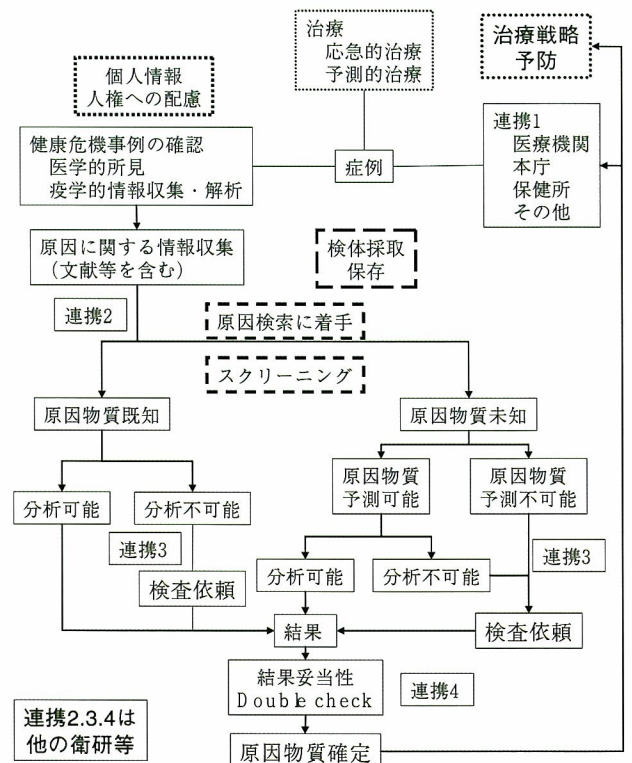 治療
応急的治療
予測的治療
治療戦略
予防
個人情報
人権への配慮
健康危機事例の確認
医学的所見
疫学的情報収集・解析
症例
連携1
医療機関
本庁
保健所
その他
原因に関する情報収集
(文献等を含む)
検体採取
保存
連携2
原因検索に着手
スクリーニング
原因物質既知
原因物質未知
原因物質
予測可能
原因物質
予測不可能
分析可能
分析不可能
連携3
検査依頼
分析可能
分析不可能
連携3
検査依頼
結果
結果妥当性
Double check
連携4
連携2.3.4は
他の衛研等
原因物質確定